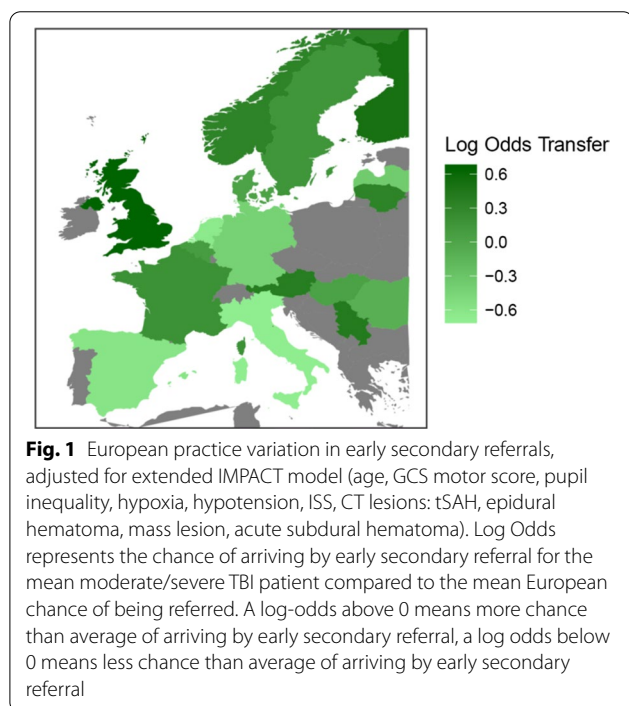 Log Odds Transfer
0.6
0.3
0.0
−0.3
−0.6
Fig. 1 European practice variation in early secondary referrals,
adjusted for extended IMPACT model (age, GCS motor score, pupil
inequality, hypoxia, hypotension, ISS, CT lesions: tSAH, epidural
hematoma, mass lesion, acute subdural hematoma). Log Odds
represents the chance of arriving by early secondary referral for the
mean moderate/severe TBI patient compared to the mean European
chance of being referred. A log-odds above 0 means more chance
than average of arriving by early secondary referral, a log odds below
0 means less chance than average of arriving by early secondary
referral